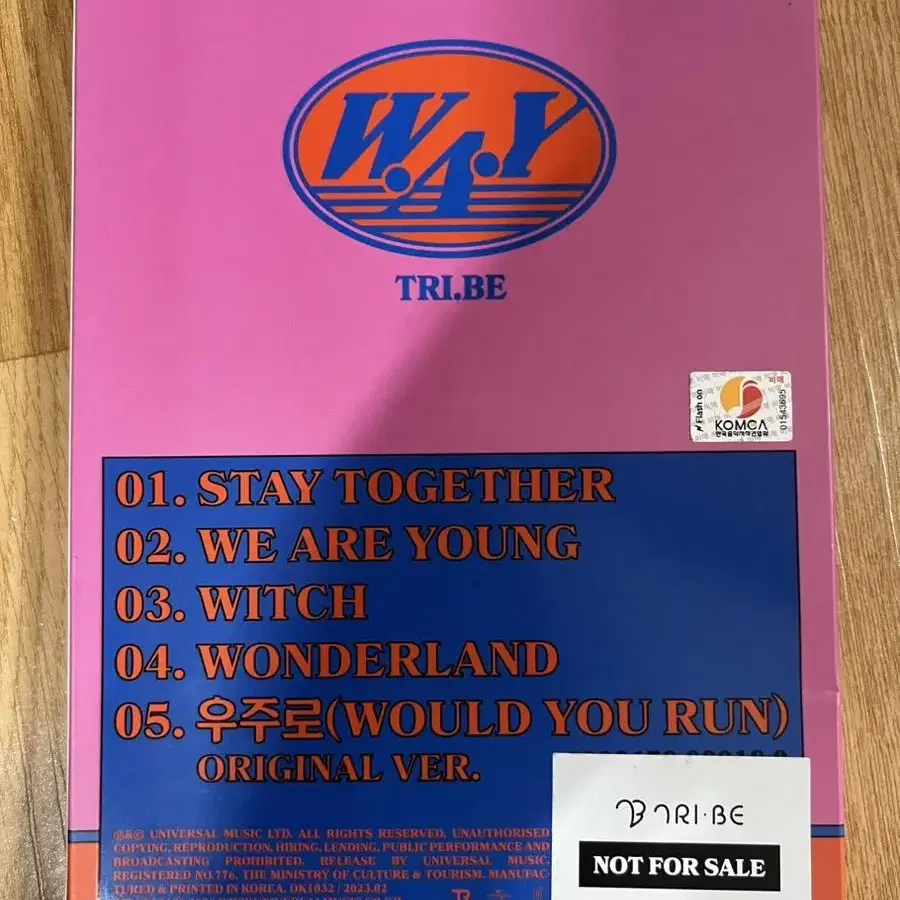 W.A.Y
TRI.BE
Flash on
비매
KOMCA
한국음악저작권협회
01543695
01. STAY TOGETHER
02. WE ARE YOUNG
03. WITCH
04. WONDERLAND
05. 우주로(WOULD YOU RUN)
ORIGINAL VER.
TRI·BE
NOT FOR SALE
℗&© UNIVERSAL MUSIC LTD. ALL RIGHTS RESERVED. UNAUTHORISED
COPYING, REPRODUCTION, HIRING, LENDING, PUBLIC PERFORMANCE AND
BROADCASTING PROHIBITED. RELEASE BY UNIVERSAL MUSIC.
REGISTERED NO.776, THE MINISTRY OF CULTURE & TOURISM. MANUFAC-
TURED & PRINTED IN KOREA. DK1032 / 2023.02